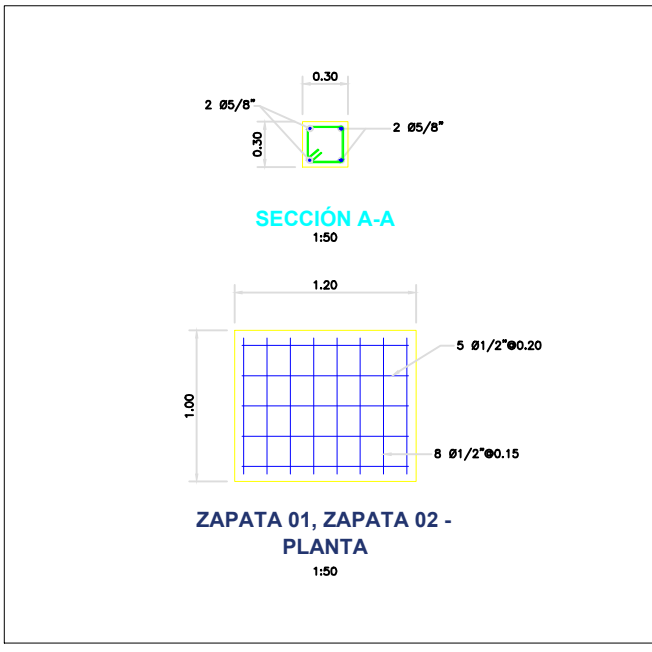 0.30
2 Ø5/8"
2 Ø5/8"
0.30
SECCIÓN A-A
1:50
1.20
5 Ø1/2"@0.20
1.00
8 Ø1/2"@0.15
ZAPATA 01, ZAPATA 02 -
PLANTA
1:50